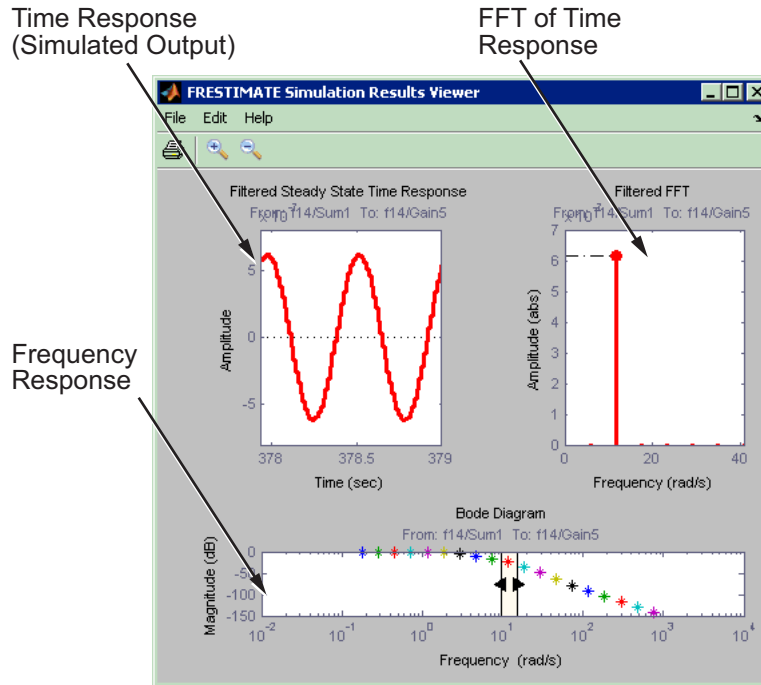 Time Response
(Simulated Output)
FFT of Time
Response
FRESTIMATE Simulation Results Viewer
File Edit Help
Filtered Steady State Time Response
From: f14/Sum1 To: f14/Gain5
5
0
-5
Amplitude
378 378.5 379
Time (sec)
Filtered FFT
From: f14/Sum1 To: f14/Gain5
7
6
5
4
3
2
1
0
Amplitude (abs)
0 20 40
Frequency (rad/s)
Frequency
Response
Bode Diagram
From: f14/Sum1 To: f14/Gain5
0
-50
-100
-150
Magnitude (dB)
10^-2 10^-1 10^0 10^1 10^2 10^3 10^4
Frequency (rad/s)